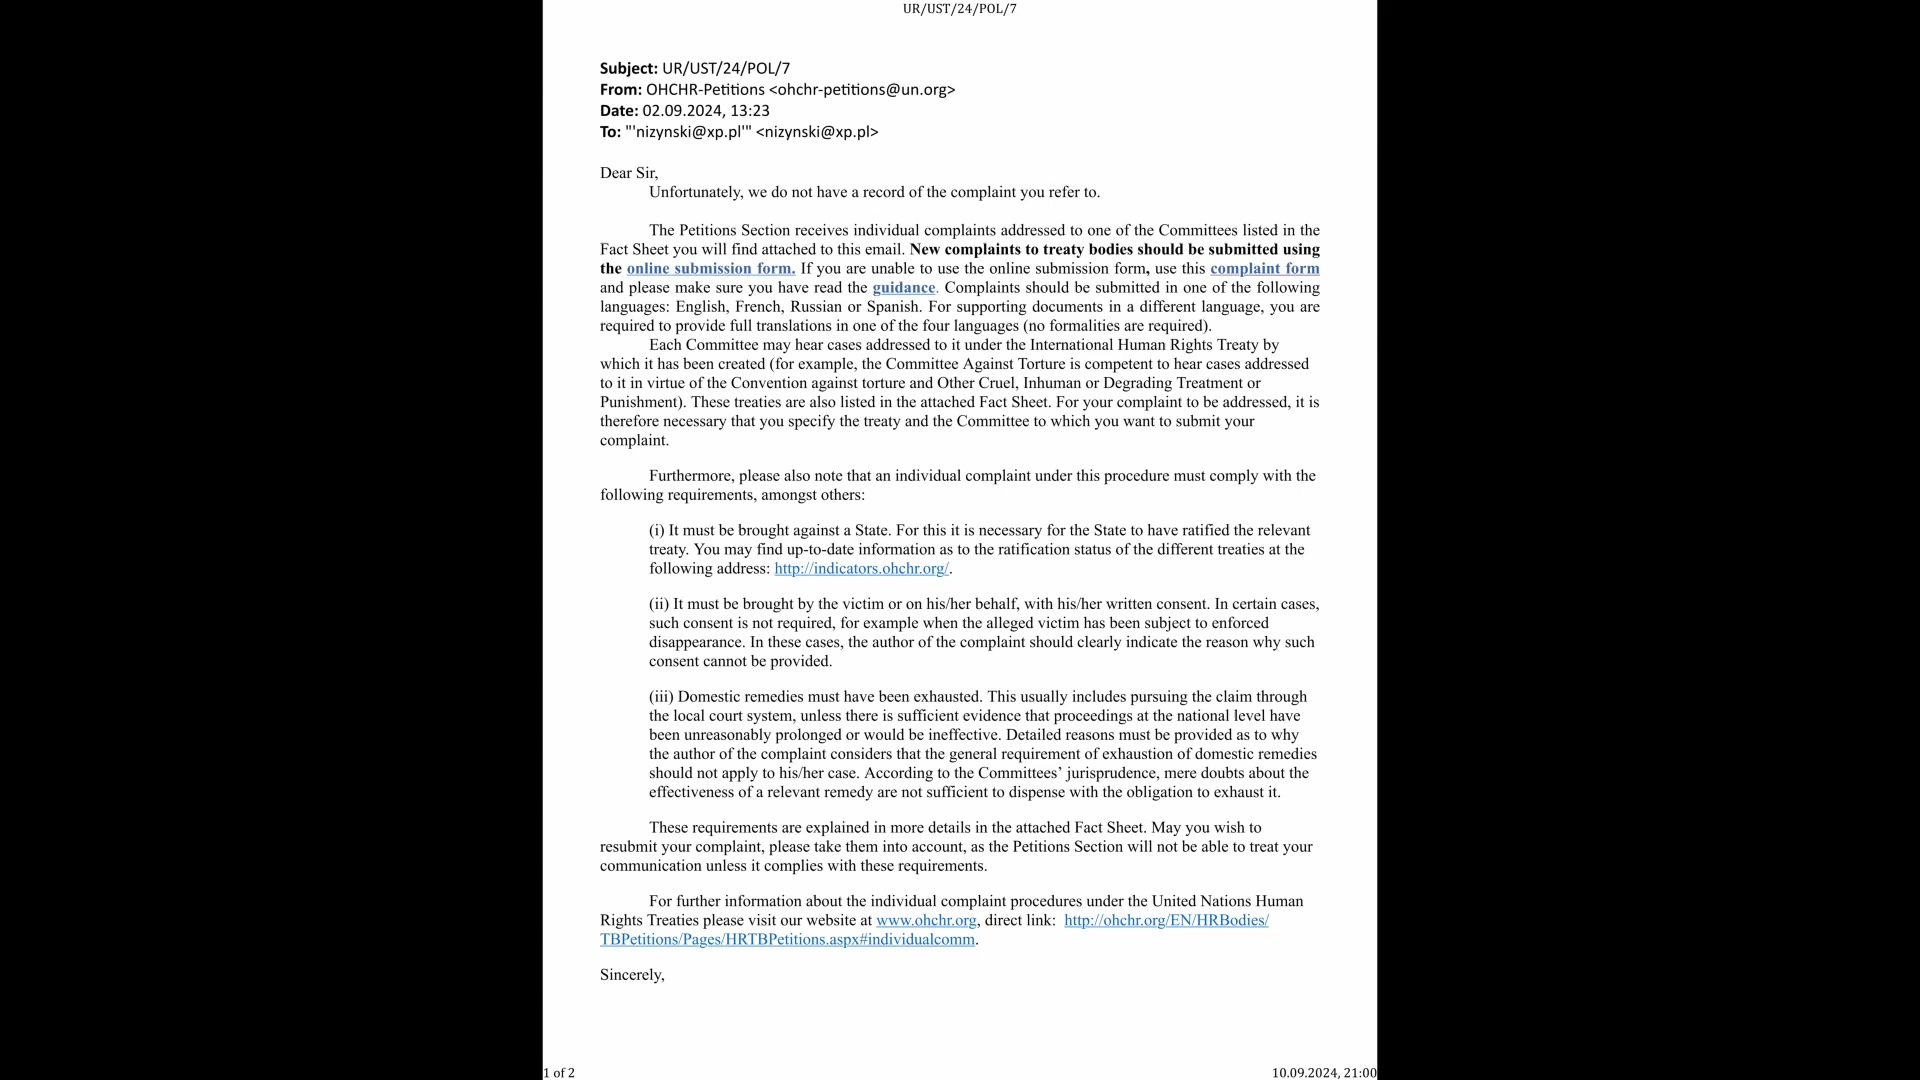 UR/UST/24/POL/7
Subject: UR/UST/24/POL/7
From: OHCHR-Petitions <ohchr-petitions@un.org>
Date: 02.09.2024, 13:23
To: "'nizynski@xp.pl'" <nizynski@xp.pl>
Dear Sir,
Unfortunately, we do not have a record of the complaint you refer to.
The Petitions Section receives individual complaints addressed to one of the Committees listed in the
Fact Sheet you will find attached to this email. New complaints to treaty bodies should be submitted using
the online submission form. If you are unable to use the online submission form, use this complaint form
and please make sure you have read the guidance. Complaints should be submitted in one of the following
languages: English, French, Russian or Spanish. For supporting documents in a different language, you are
required to provide full translations in one of the four languages (no formalities are required).
Each Committee may hear cases addressed to it under the International Human Rights Treaty by
which it has been created (for example, the Committee Against Torture is competent to hear cases addressed
to it in virtue of the Convention against torture and Other Cruel, Inhuman or Degrading Treatment or
Punishment). These treaties are also listed in the attached Fact Sheet. For your complaint to be addressed, it is
therefore necessary that you specify the treaty and the Committee to which you want to submit your
complaint.
Furthermore, please also note that an individual complaint under this procedure must comply with the
following requirements, amongst others:
(i) It must be brought against a State. For this it is necessary for the State to have ratified the relevant
treaty. You may find up-to-date information as to the ratification status of the different treaties at the
following address: http://indicators.ohchr.org/.
(ii) It must be brought by the victim or on his/her behalf, with his/her written consent. In certain cases,
such consent is not required, for example when the alleged victim has been subject to enforced
disappearance. In these cases, the author of the complaint should clearly indicate the reason why such
consent cannot be provided.
(iii) Domestic remedies must have been exhausted. This usually includes pursuing the claim through
the local court system, unless there is sufficient evidence that proceedings at the national level have
been unreasonably prolonged or would be ineffective. Detailed reasons must be provided as to why
the author of the complaint considers that the general requirement of exhaustion of domestic remedies
should not apply to his/her case. According to the Committees’ jurisprudence, mere doubts about the
effectiveness of a relevant remedy are not sufficient to dispense with the obligation to exhaust it.
These requirements are explained in more details in the attached Fact Sheet. May you wish to
resubmit your complaint, please take them into account, as the Petitions Section will not be able to treat your
communication unless it complies with these requirements.
For further information about the individual complaint procedures under the United Nations Human
Rights Treaties please visit our website at www.ohchr.org, direct link: http://ohchr.org/EN/HRBodies/
TBPetitions/Pages/HRTBPetitions.aspx#individualcomm.
Sincerely,
1 of 2
10.09.2024, 21:00